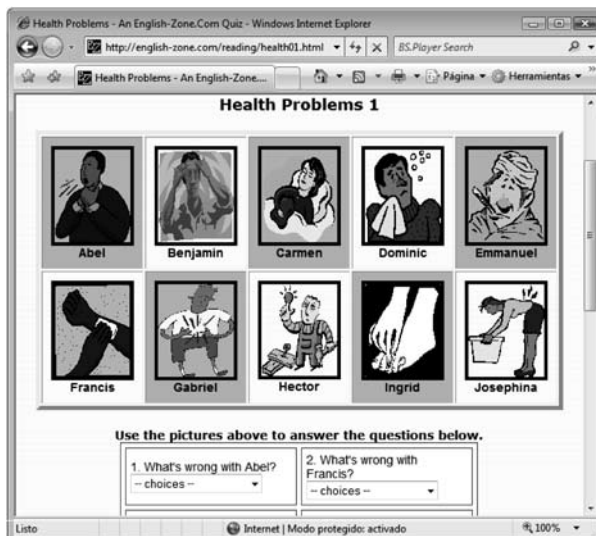 Health Problems - An English-Zone.Com Quiz - Windows Internet Explorer
http://english-zone.com/reading/health01.html
BS.Player Search
Health Problems - An English-Zone....
Página
Herramientas
Health Problems 1
Abel Benjamin Carmen Dominic Emmanuel
Francis Gabriel Hector Ingrid Josephina
Use the pictures above to answer the questions below.
1. What's wrong with Abel?
-- choices --
2. What's wrong with
Francis?
-- choices --
Listo Internet | Modo protegido: activado 100%